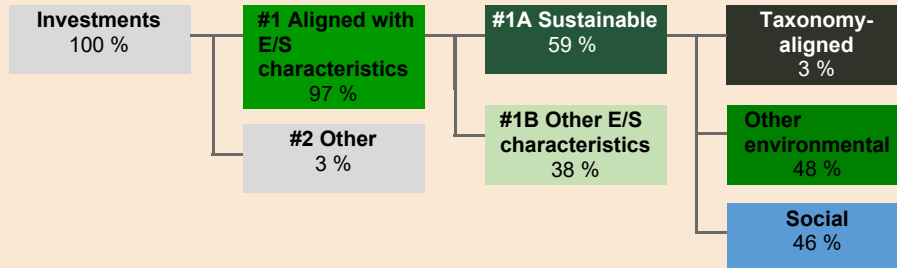 Investments
100 %
#1 Aligned with
E/S
characteristics
97 %
#2 Other
3 %
#1A Sustainable
59 %
#1B Other E/S
characteristics
38 %
Taxonomy-
aligned
3 %
Other
environmental
48 %
Social
46 %